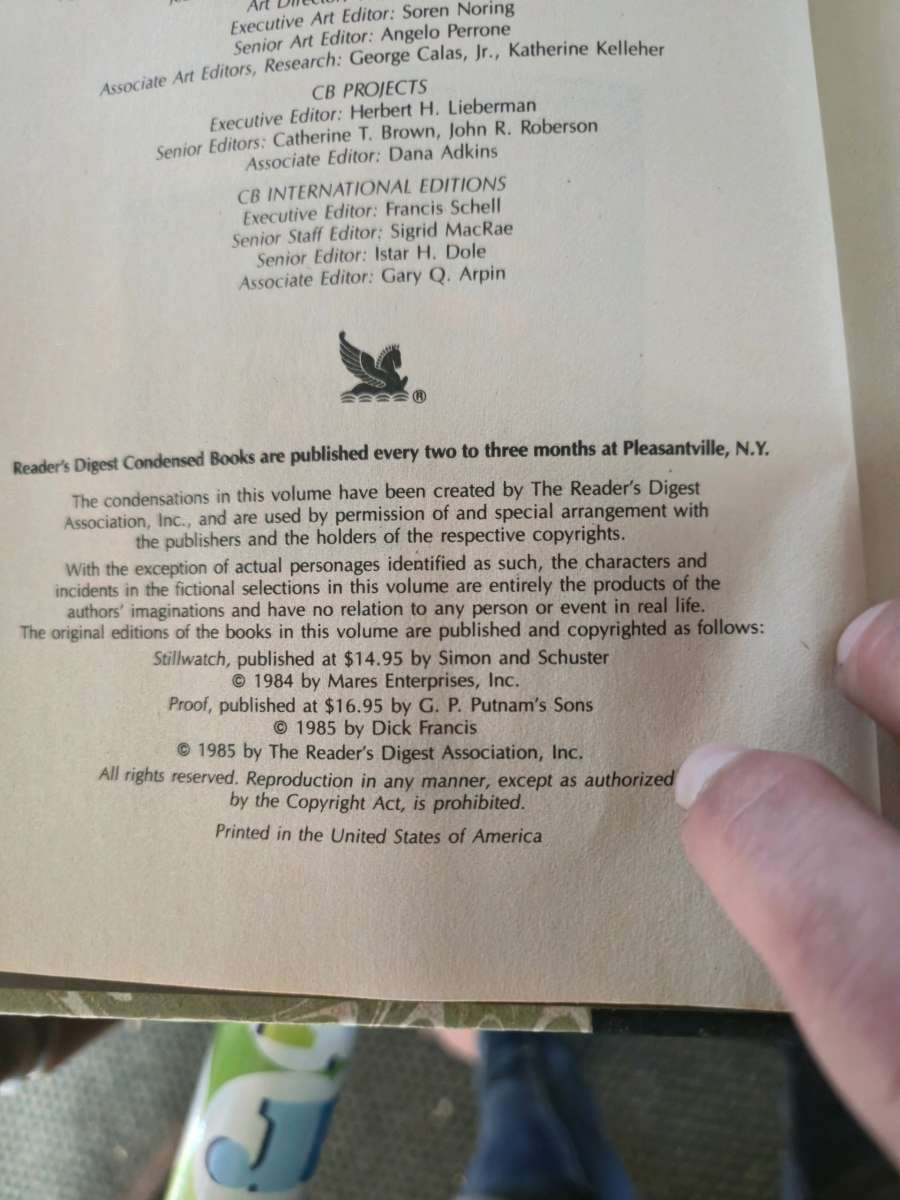 Art
Executive Art Editor: Soren Noring
Senior Art Editor: Angelo Perrone
Associate Art Editors, Research: George Calas, Jr., Katherine Kelleher
CB PROJECTS
Executive Editor: Herbert H. Lieberman
Senior Editors: Catherine T. Brown, John R. Roberson
Associate Editor: Dana Adkins
CB INTERNATIONAL EDITIONS
Executive Editor: Francis Schell
Senior Staff Editor: Sigrid MacRae
Senior Editor: Istar H. Dole
Associate Editor: Gary Q. Arpin
®
Reader's Digest Condensed Books are published every two to three months at Pleasantville, N.Y.
The condensations in this volume have been created by The Reader's Digest
Association, Inc., and are used by permission of and special arrangement with
the publishers and the holders of the respective copyrights.
With the exception of actual personages identified as such, the characters and
incidents in the fictional selections in this volume are entirely the products of the
authors' imaginations and have no relation to any person or event in real life.
The original editions of the books in this volume are published and copyrighted as follows:
Stillwatch, published at $14.95 by Simon and Schuster
© 1984 by Mares Enterprises, Inc.
Proof, published at $16.95 by G. P. Putnam's Sons
© 1985 by Dick Francis
© 1985 by The Reader's Digest Association, Inc.
All rights reserved. Reproduction in any manner, except as authorized
by the Copyright Act, is prohibited.
Printed in the United States of America